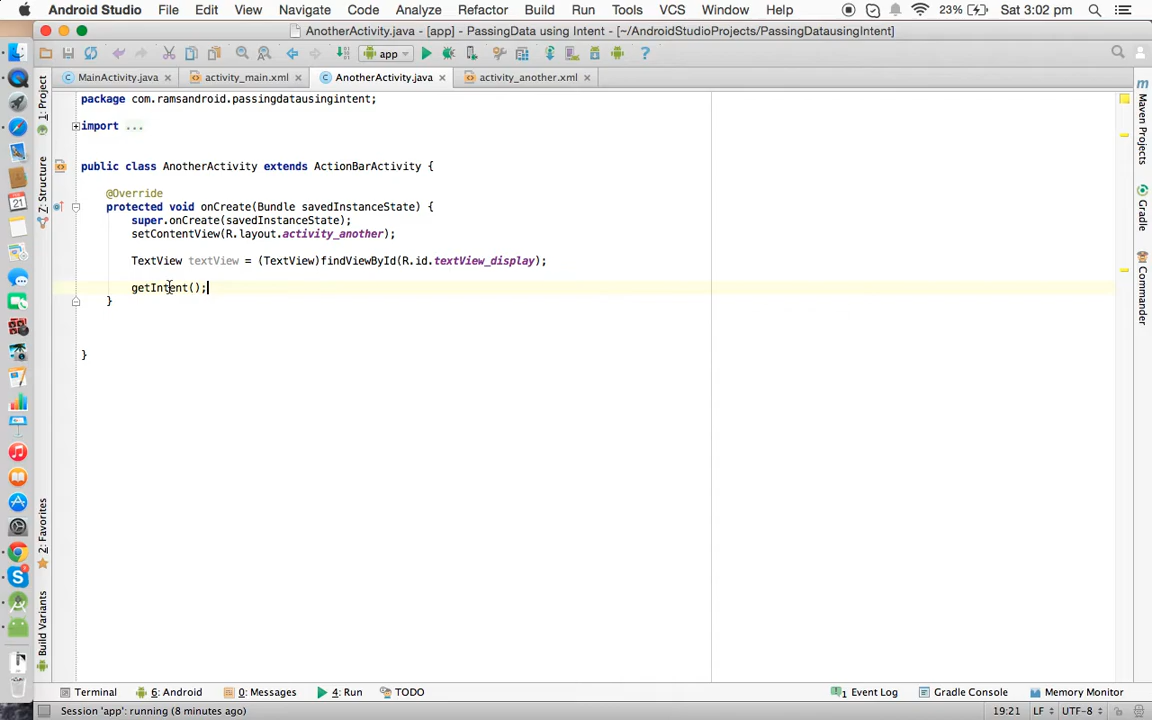 Android Studio File Edit View Navigate Code Analyze Refactor Build Run Tools VCS Window Help 23% Sat 3:02 pm
AnotherActivity.java - [app] - PassingData using Intent - [~/AndroidStudioProjects/PassingDatausingIntent]
app
MainActivity.java activity_main.xml AnotherActivity.java activity_another.xml
package com.ramsandroid.passingdatausingintent;
import ...
public class AnotherActivity extends ActionBarActivity {
@Override
protected void onCreate(Bundle savedInstanceState) {
super.onCreate(savedInstanceState);
setContentView(R.layout.activity_another);
TextView textView = (TextView)findViewById(R.id.textView_display);
getIntent();
}
}
1: Project
7: Structure
2: Favorites
Build Variants
Maven Projects
Gradle
Commander
Terminal 6: Android 0: Messages 4: Run TODO 1 Event Log Gradle Console Memory Monitor
Session 'app': running (8 minutes ago) 19:21 LF UTF-8